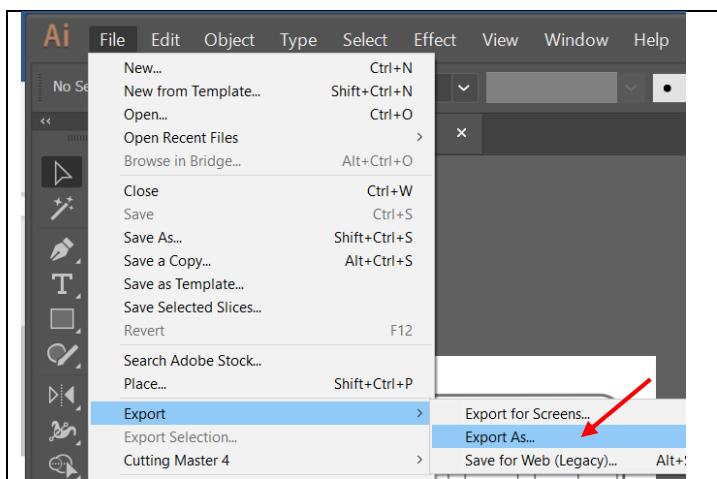 Ai File Edit Object Type Select Effect View Window Help
No Se
New... Ctrl+N
New from Template... Shift+Ctrl+N
Open... Ctrl+O
Open Recent Files
Browse in Bridge... Alt+Ctrl+O
Close Ctrl+W
Save Ctrl+S
Save As... Shift+Ctrl+S
Save a Copy... Alt+Ctrl+S
Save as Template...
Save Selected Slices...
Revert F12
Search Adobe Stock...
Place... Shift+Ctrl+P
Export
Export for Screens...
Export Selection...
Export As...
Cutting Master 4
Save for Web (Legacy)... Alt+S